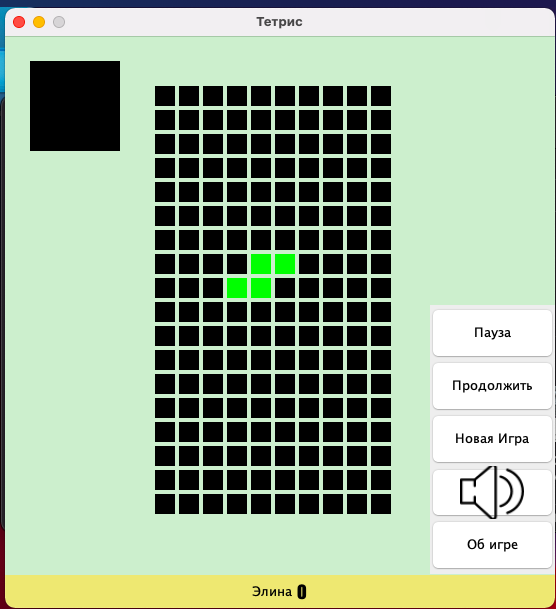 Тетрис
Пауза
Продолжить
Новая Игра
Об игре
Элина 0